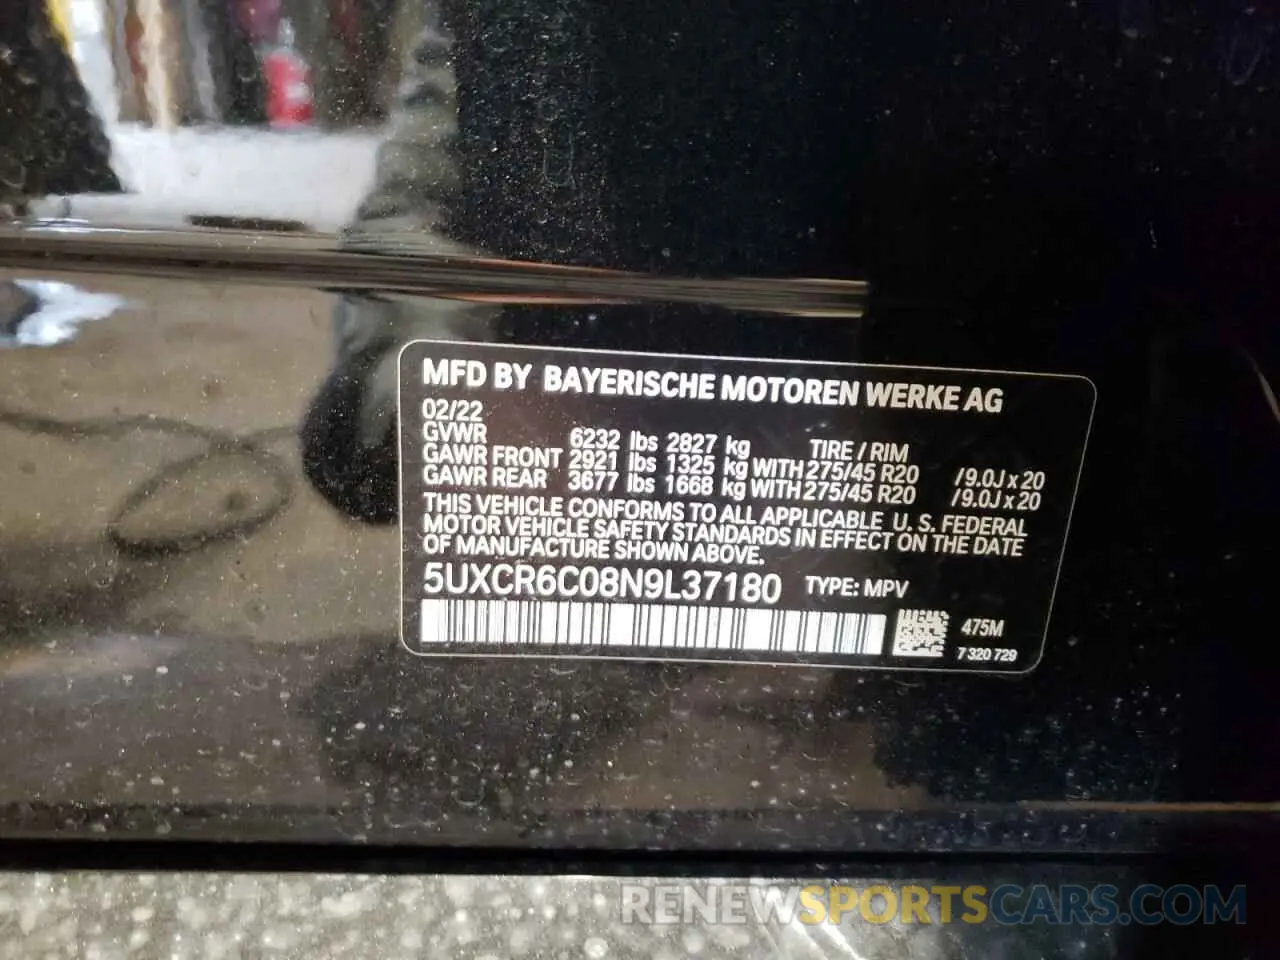 MFD BY BAYERISCHE MOTOREN WERKE AG
02/22
GVWR 6232 lbs 2827 kg TIRE / RIM
GAWR FRONT 2921 lbs 1325 kg WITH 275/45 R20 /9.0J x 20
GAWR REAR 3677 lbs 1668 kg WITH 275/45 R20 /9.0J x 20
THIS VEHICLE CONFORMS TO ALL APPLICABLE U. S. FEDERAL
MOTOR VEHICLE SAFETY STANDARDS IN EFFECT ON THE DATE
OF MANUFACTURE SHOWN ABOVE.
5UXCR6C08N9L37180 TYPE: MPV
475M
7 320 729
RENEWSPORTSCARS.COM